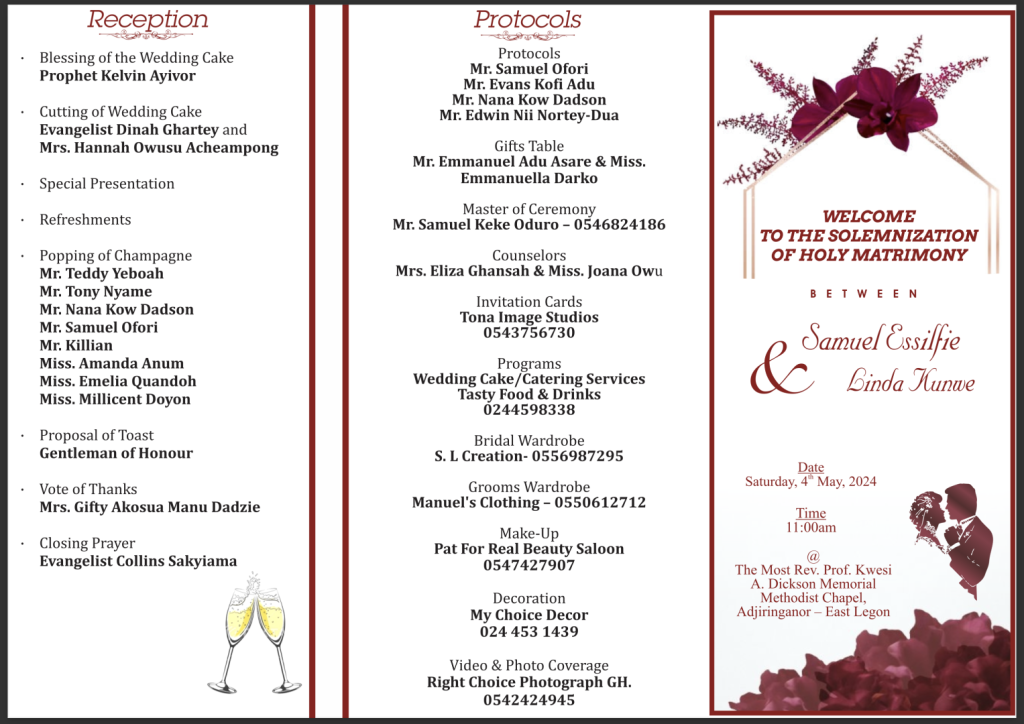 Reception
· Blessing of the Wedding Cake
Prophet Kelvin Ayivor
· Cutting of Wedding Cake
Evangelist Dinah Ghartey and
Mrs. Hannah Owusu Acheampong
· Special Presentation
· Refreshments
· Popping of Champagne
Mr. Teddy Yeboah
Mr. Tony Nyame
Mr. Nana Kow Dadson
Mr. Samuel Ofori
Mr. Killian
Miss. Amanda Anum
Miss. Emelia Quandoh
Miss. Millicent Doyon
· Proposal of Toast
Gentleman of Honour
· Vote of Thanks
Mrs. Gifty Akosua Manu Dadzie
· Closing Prayer
Evangelist Collins Sakyiama
Protocols
Protocols
Mr. Samuel Ofori
Mr. Evans Kofi Adu
Mr. Nana Kow Dadson
Mr. Edwin Nii Nortey-Dua
Gifts Table
Mr. Emmanuel Adu Asare & Miss.
Emmanuella Darko
Master of Ceremony
Mr. Samuel Keke Oduro – 0546824186
Counselors
Mrs. Eliza Ghansah & Miss. Joana Owu
Invitation Cards
Tona Image Studios
0543756730
Programs
Wedding Cake/Catering Services
Tasty Food & Drinks
0244598338
Bridal Wardrobe
S. L Creation- 0556987295
Grooms Wardrobe
Manuel's Clothing – 0550612712
Make-Up
Pat For Real Beauty Saloon
0547427907
Decoration
My Choice Decor
024 453 1439
Video & Photo Coverage
Right Choice Photograph GH.
0542424945
WELCOME
TO THE SOLEMNIZATION
OF HOLY MATRIMONY
BETWEEN
Samuel Essilfie
&
Linda Kunwe
Date
Saturday, 4th May, 2024
Time
11:00am
@
The Most Rev. Prof. Kwesi
A. Dickson Memorial
Methodist Chapel,
Adjiringanor – East Legon